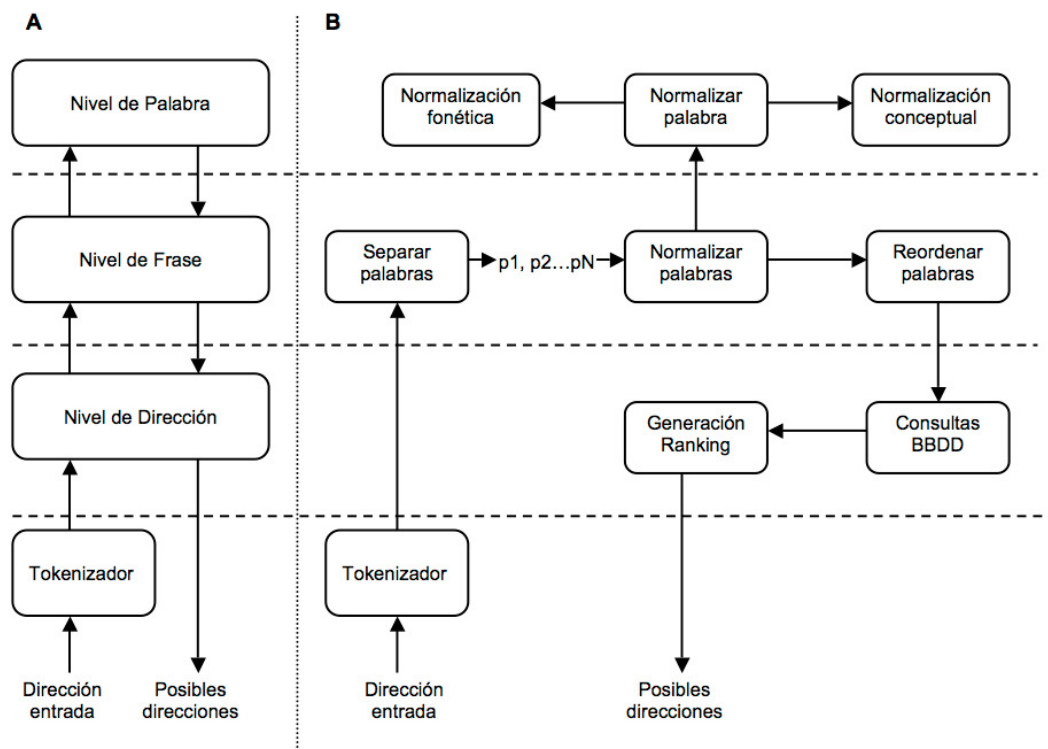 A
Nivel de Palabra
Nivel de Frase
Nivel de Dirección
Tokenizador
Dirección
entrada
Posibles
direcciones
B
Normalización
fonética
Normalizar
palabra
Normalización
conceptual
Separar
palabras
p1, p2...pN
Normalizar
palabras
Reordenar
palabras
Generación
Ranking
Consultas
BBDD
Tokenizador
Dirección
entrada
Posibles
direcciones